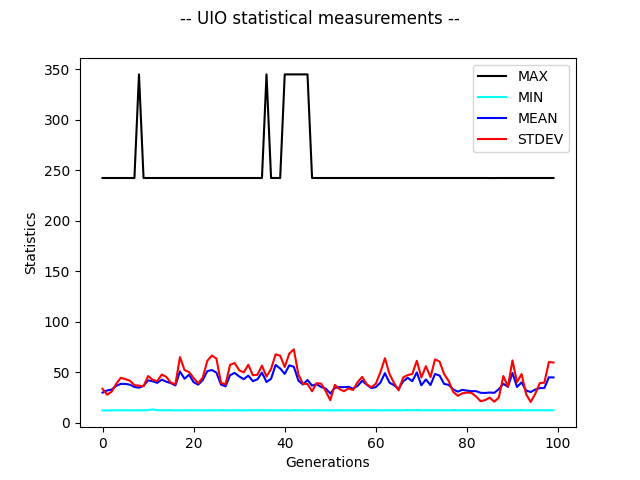 -- UIO statistical measurements --
350
300
250
200
150
100
50
0
Statistics
MAX
MIN
MEAN
STDEV
0 20 40 60 80 100
Generations